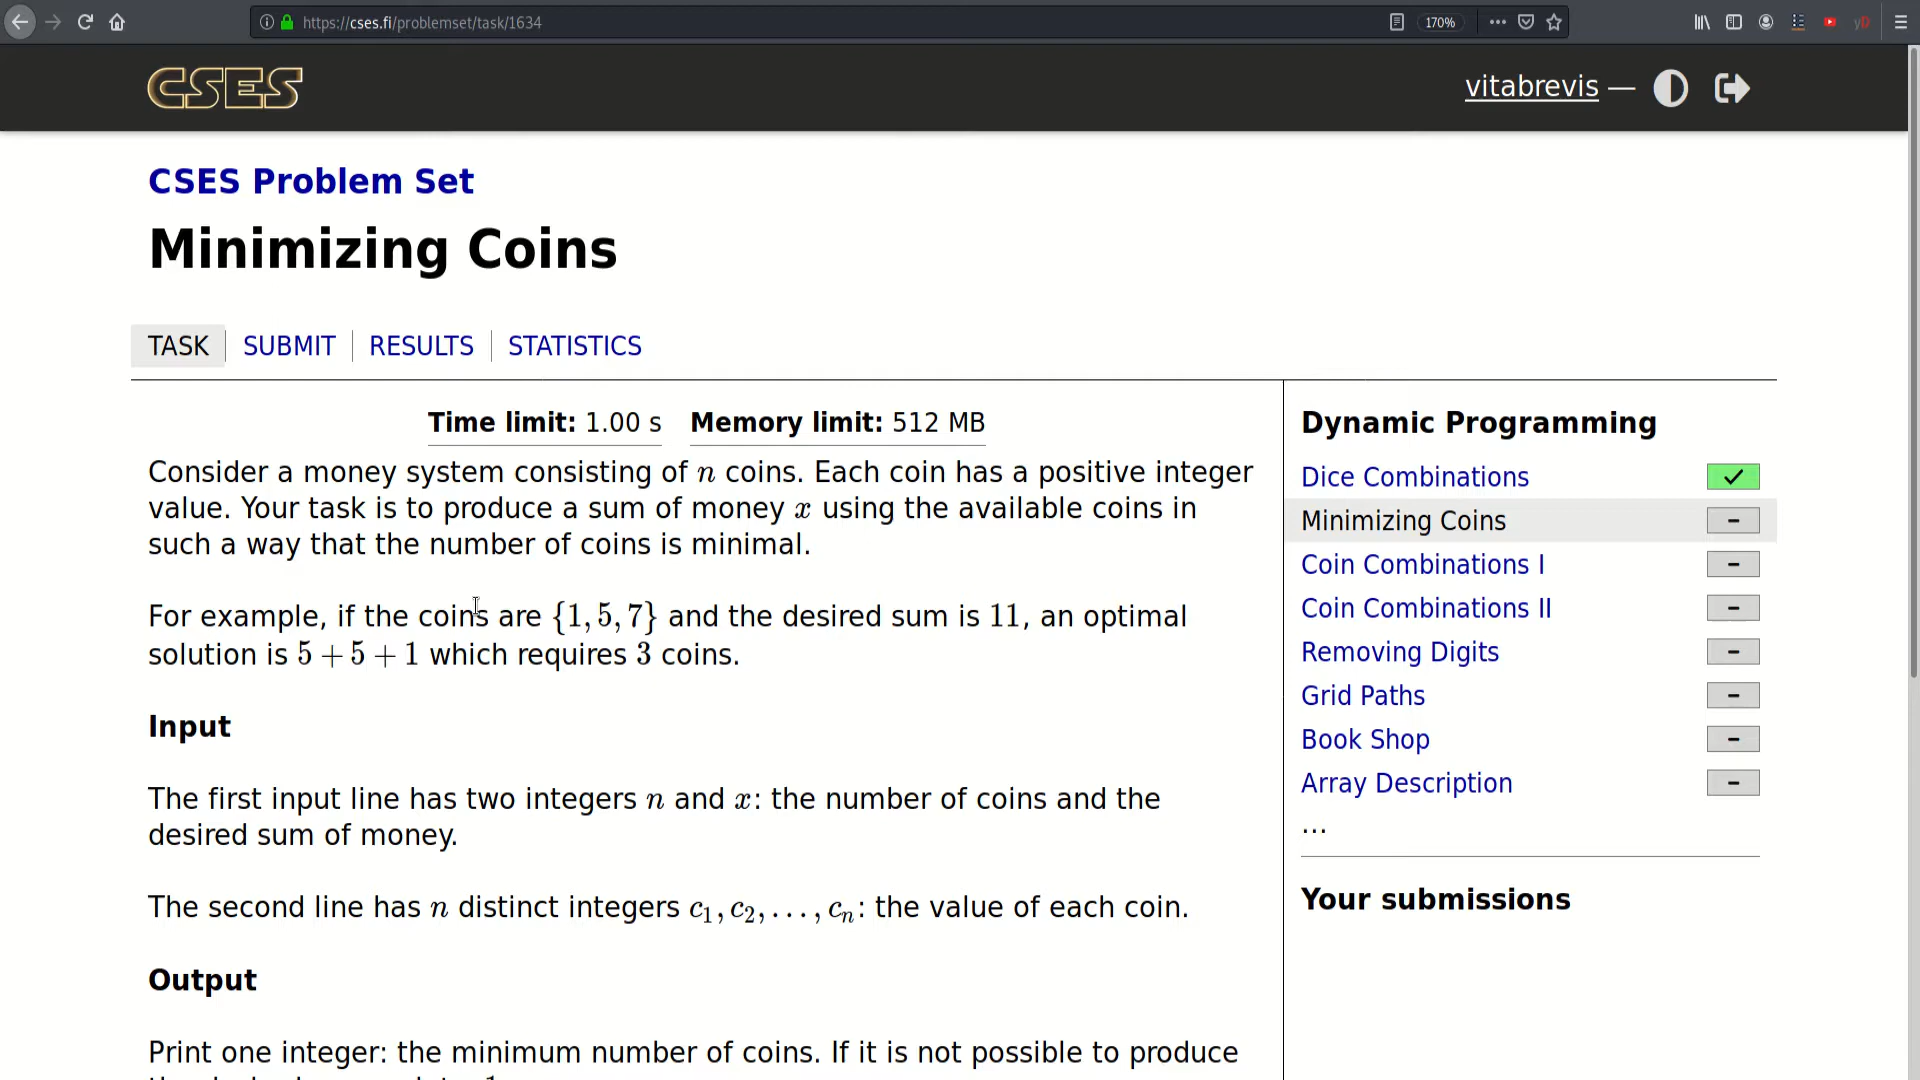 https://cses.fi/problemset/task/1634
170%
CSES
vitabrevis —
CSES Problem Set
Minimizing Coins
TASK SUBMIT RESULTS STATISTICS
Time limit: 1.00 s Memory limit: 512 MB
Consider a money system consisting of n coins. Each coin has a positive integer
value. Your task is to produce a sum of money x using the available coins in
such a way that the number of coins is minimal.
For example, if the coins are {1, 5, 7} and the desired sum is 11, an optimal
solution is 5 + 5 + 1 which requires 3 coins.
Input
The first input line has two integers n and x: the number of coins and the
desired sum of money.
The second line has n distinct integers c₁, c₂, …, cₙ: the value of each coin.
Output
Print one integer: the minimum number of coins. If it is not possible to produce
Dynamic Programming
Dice Combinations
Minimizing Coins –
Coin Combinations I –
Coin Combinations II –
Removing Digits –
Grid Paths –
Book Shop –
Array Description –
...
Your submissions